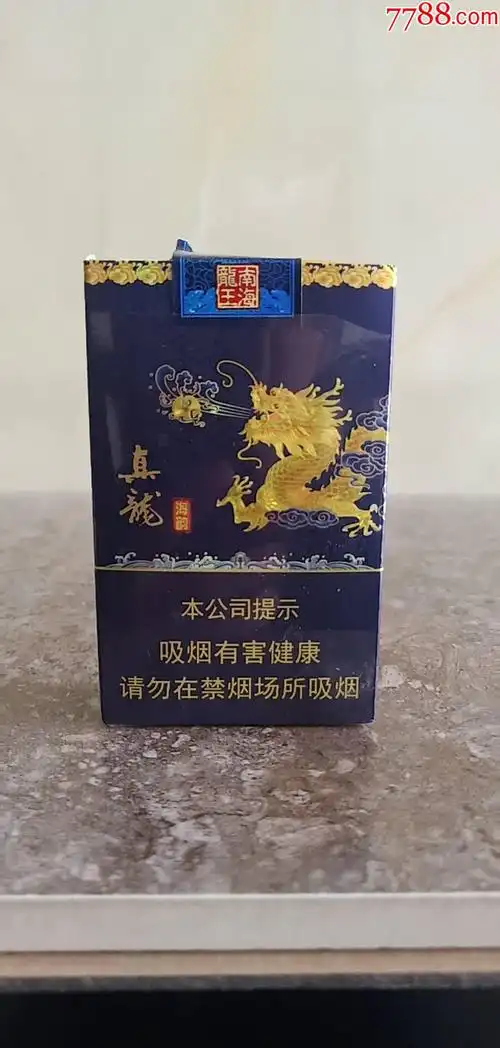 7788.com
南海
龍王
真龍
海韵
本公司提示
吸烟有害健康
请勿在禁烟场所吸烟